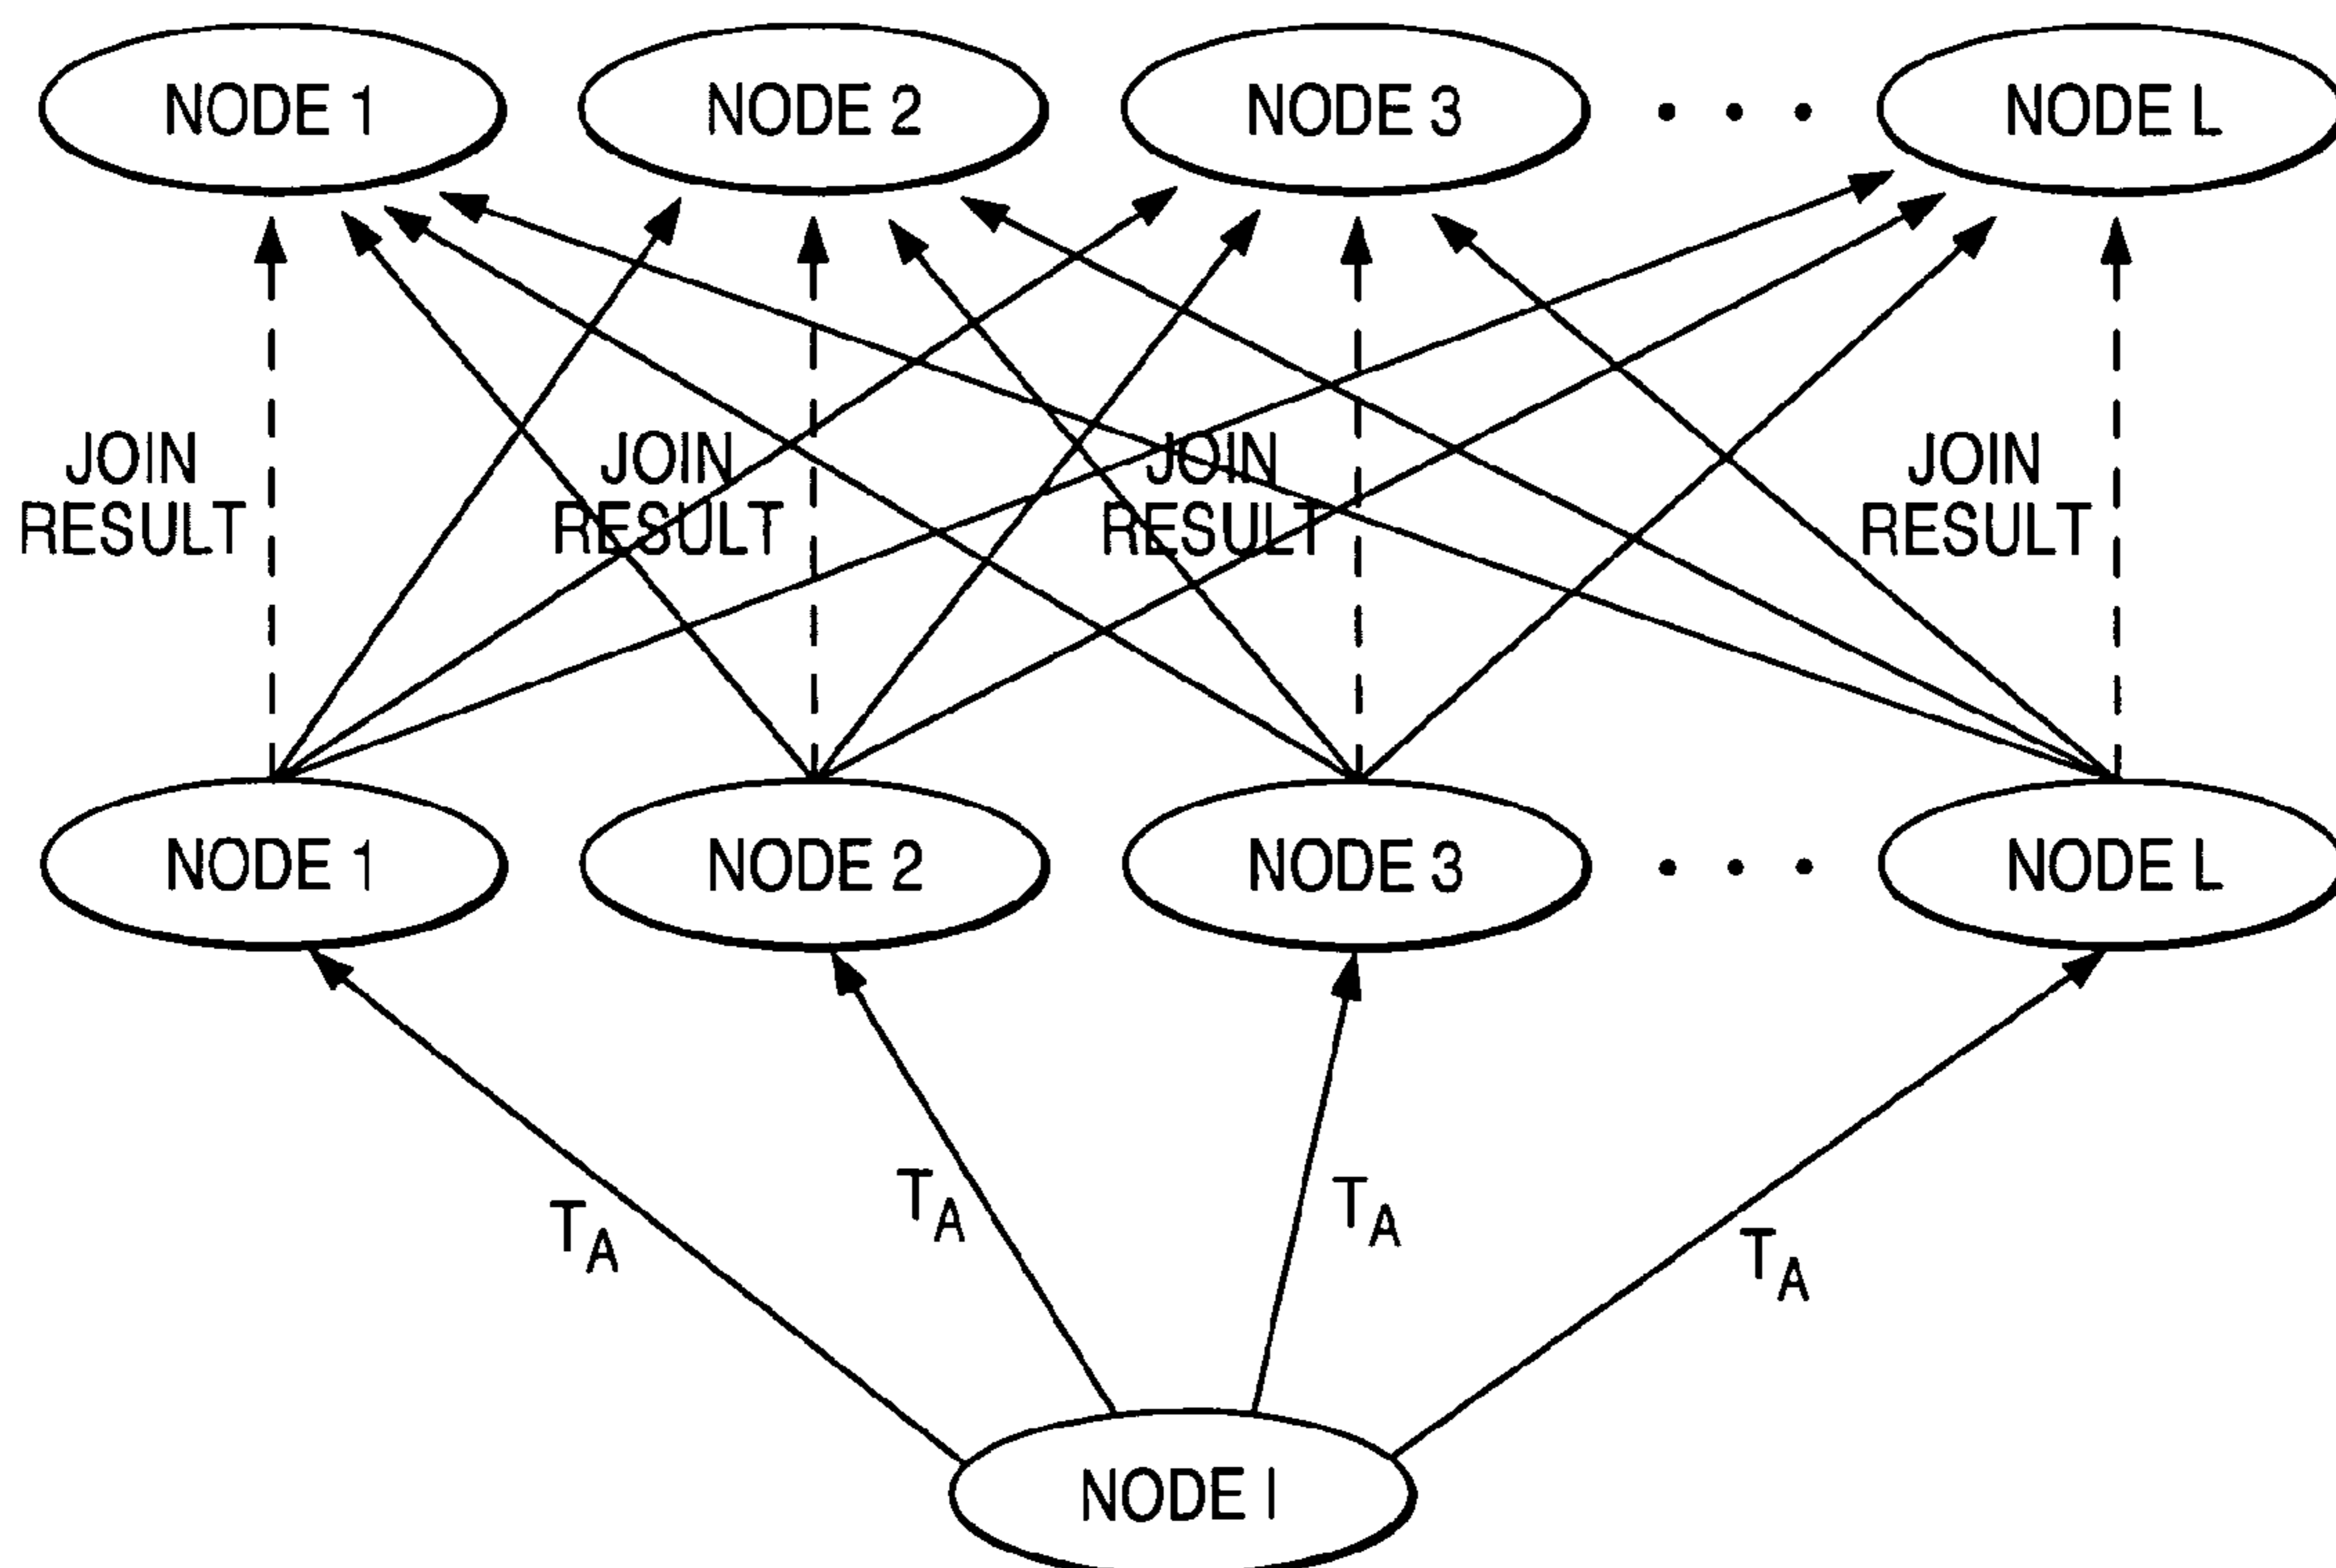 NODE 1
NODE 2
NODE 3
• • •
NODE L
JOIN
RESULT
JOIN
RESULT
JOIN
RESULT
JOIN
RESULT
NODE 1
NODE 2
NODE 3
• • •
NODE L
TA
TA
TA
TA
NODE I